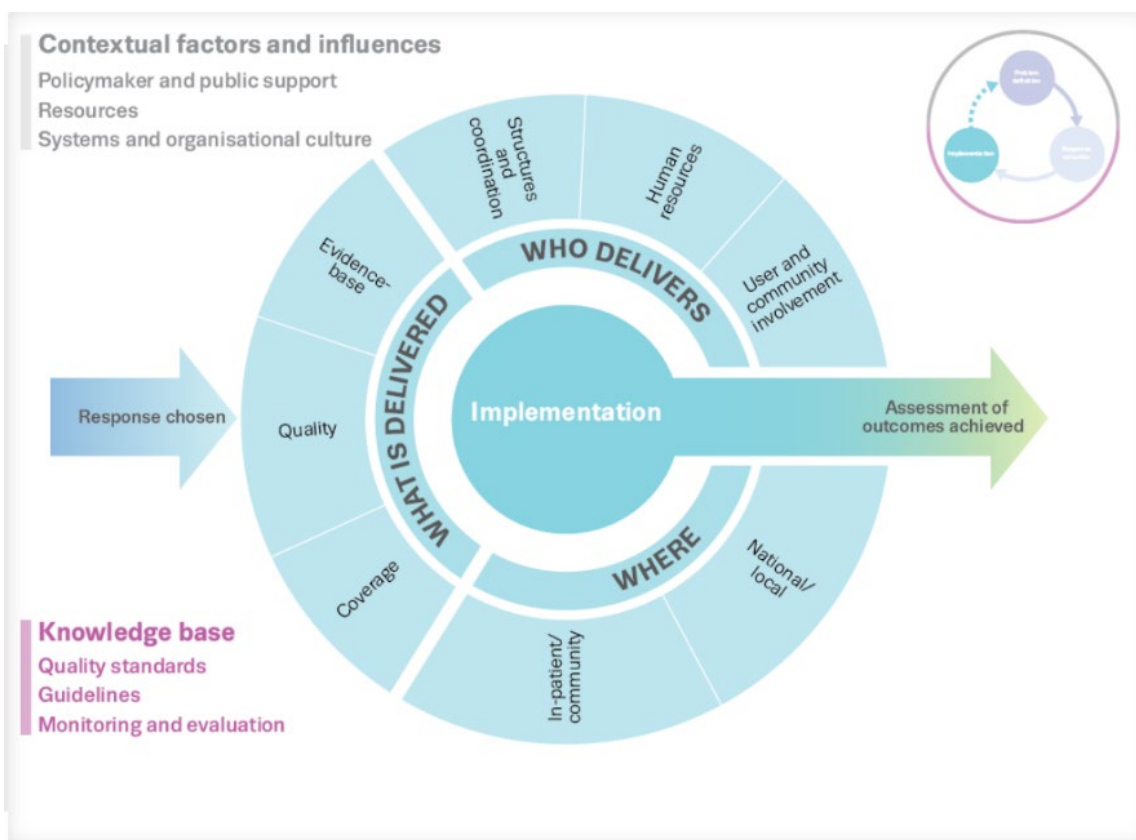 Contextual factors and influences
Policymaker and public support
Resources
Systems and organisational culture
Structures
and
coordination
Human
resources
User and
community
involvement
Evidence-
base
Quality
Coverage
WHO DELIVERS
WHAT IS DELIVERED
WHERE
Implementation
Response chosen
Assessment of
outcomes achieved
National/
local
In-patient/
community
Knowledge base
Quality standards
Guidelines
Monitoring and evaluation
Implementation